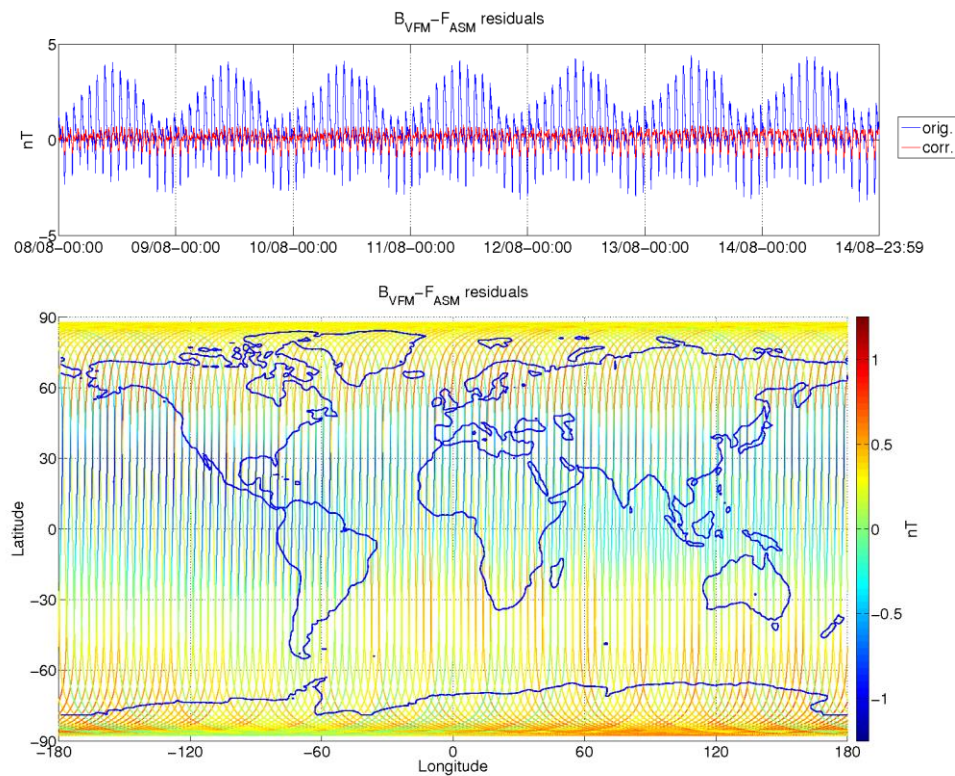 B_VFM−F_ASM residuals
5
0
−5
nT
08/08−00:00 09/08−00:00 10/08−00:00 11/08−00:00 12/08−00:00 13/08−00:00 14/08−00:00 14/08−23:59
orig.
corr.
B_VFM−F_ASM residuals
90
60
30
0
−30
−60
−90
Latitude
−180 −120 −60 0 60 120 180
Longitude
1
0.5
0
−0.5
−1
nT